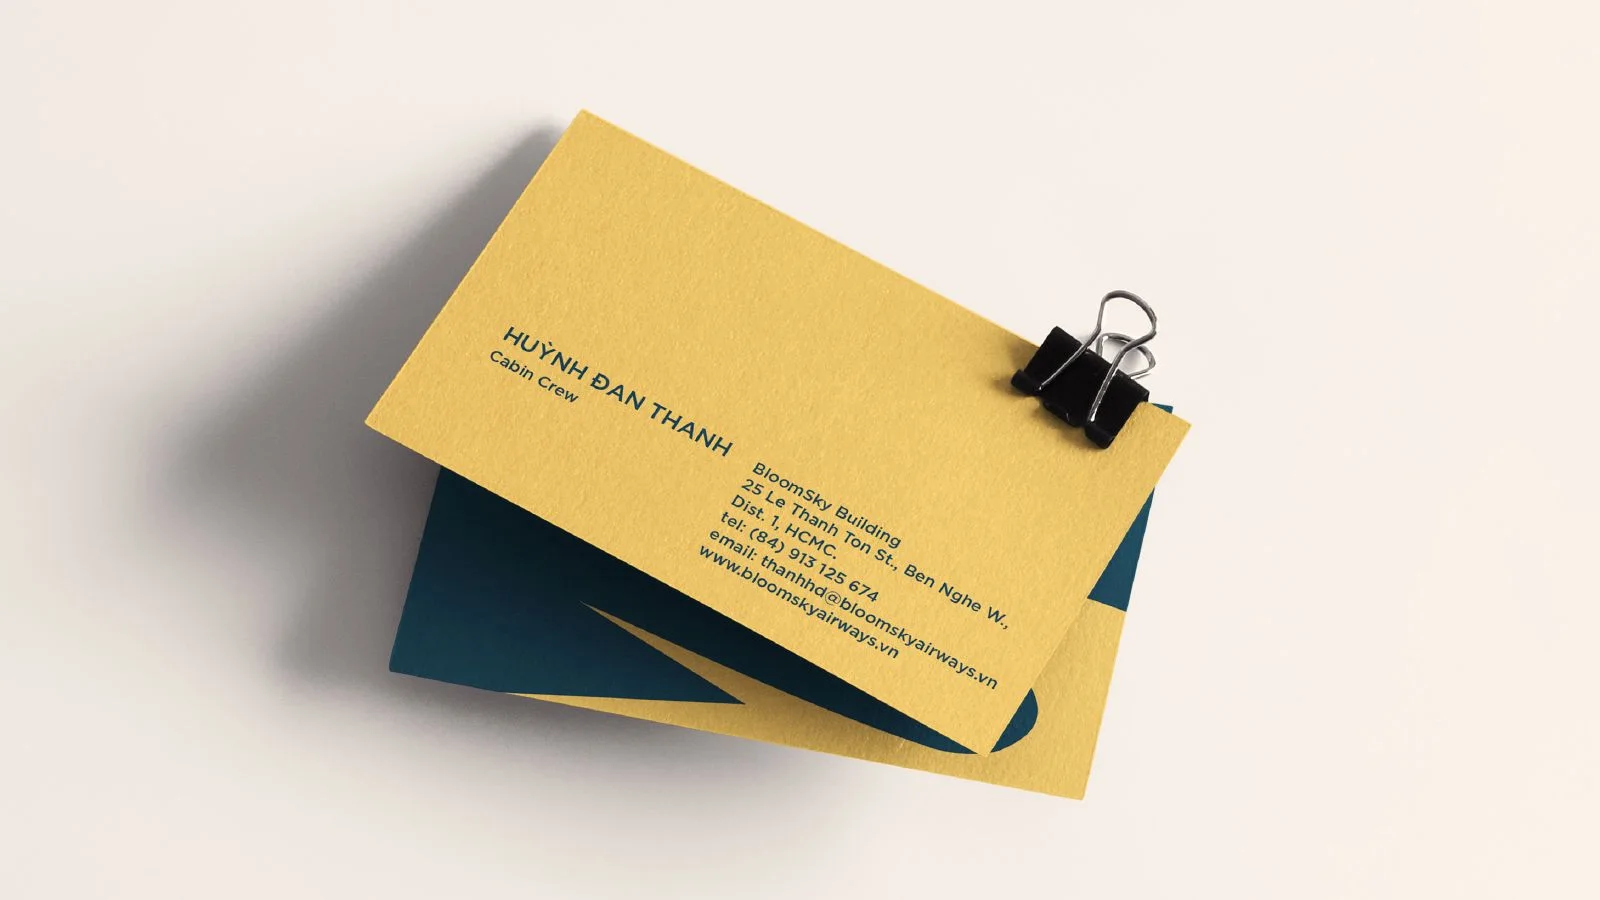 HUỲNH ĐAN THANH
Cabin Crew
BloomSky Building
25 Le Thanh Ton St., Ben Nghe W.,
Dist. 1, HCMC.
tel: (84) 913 125 674
email: thanhhd@bloomskyairways.vn
www.bloomskyairways.vn